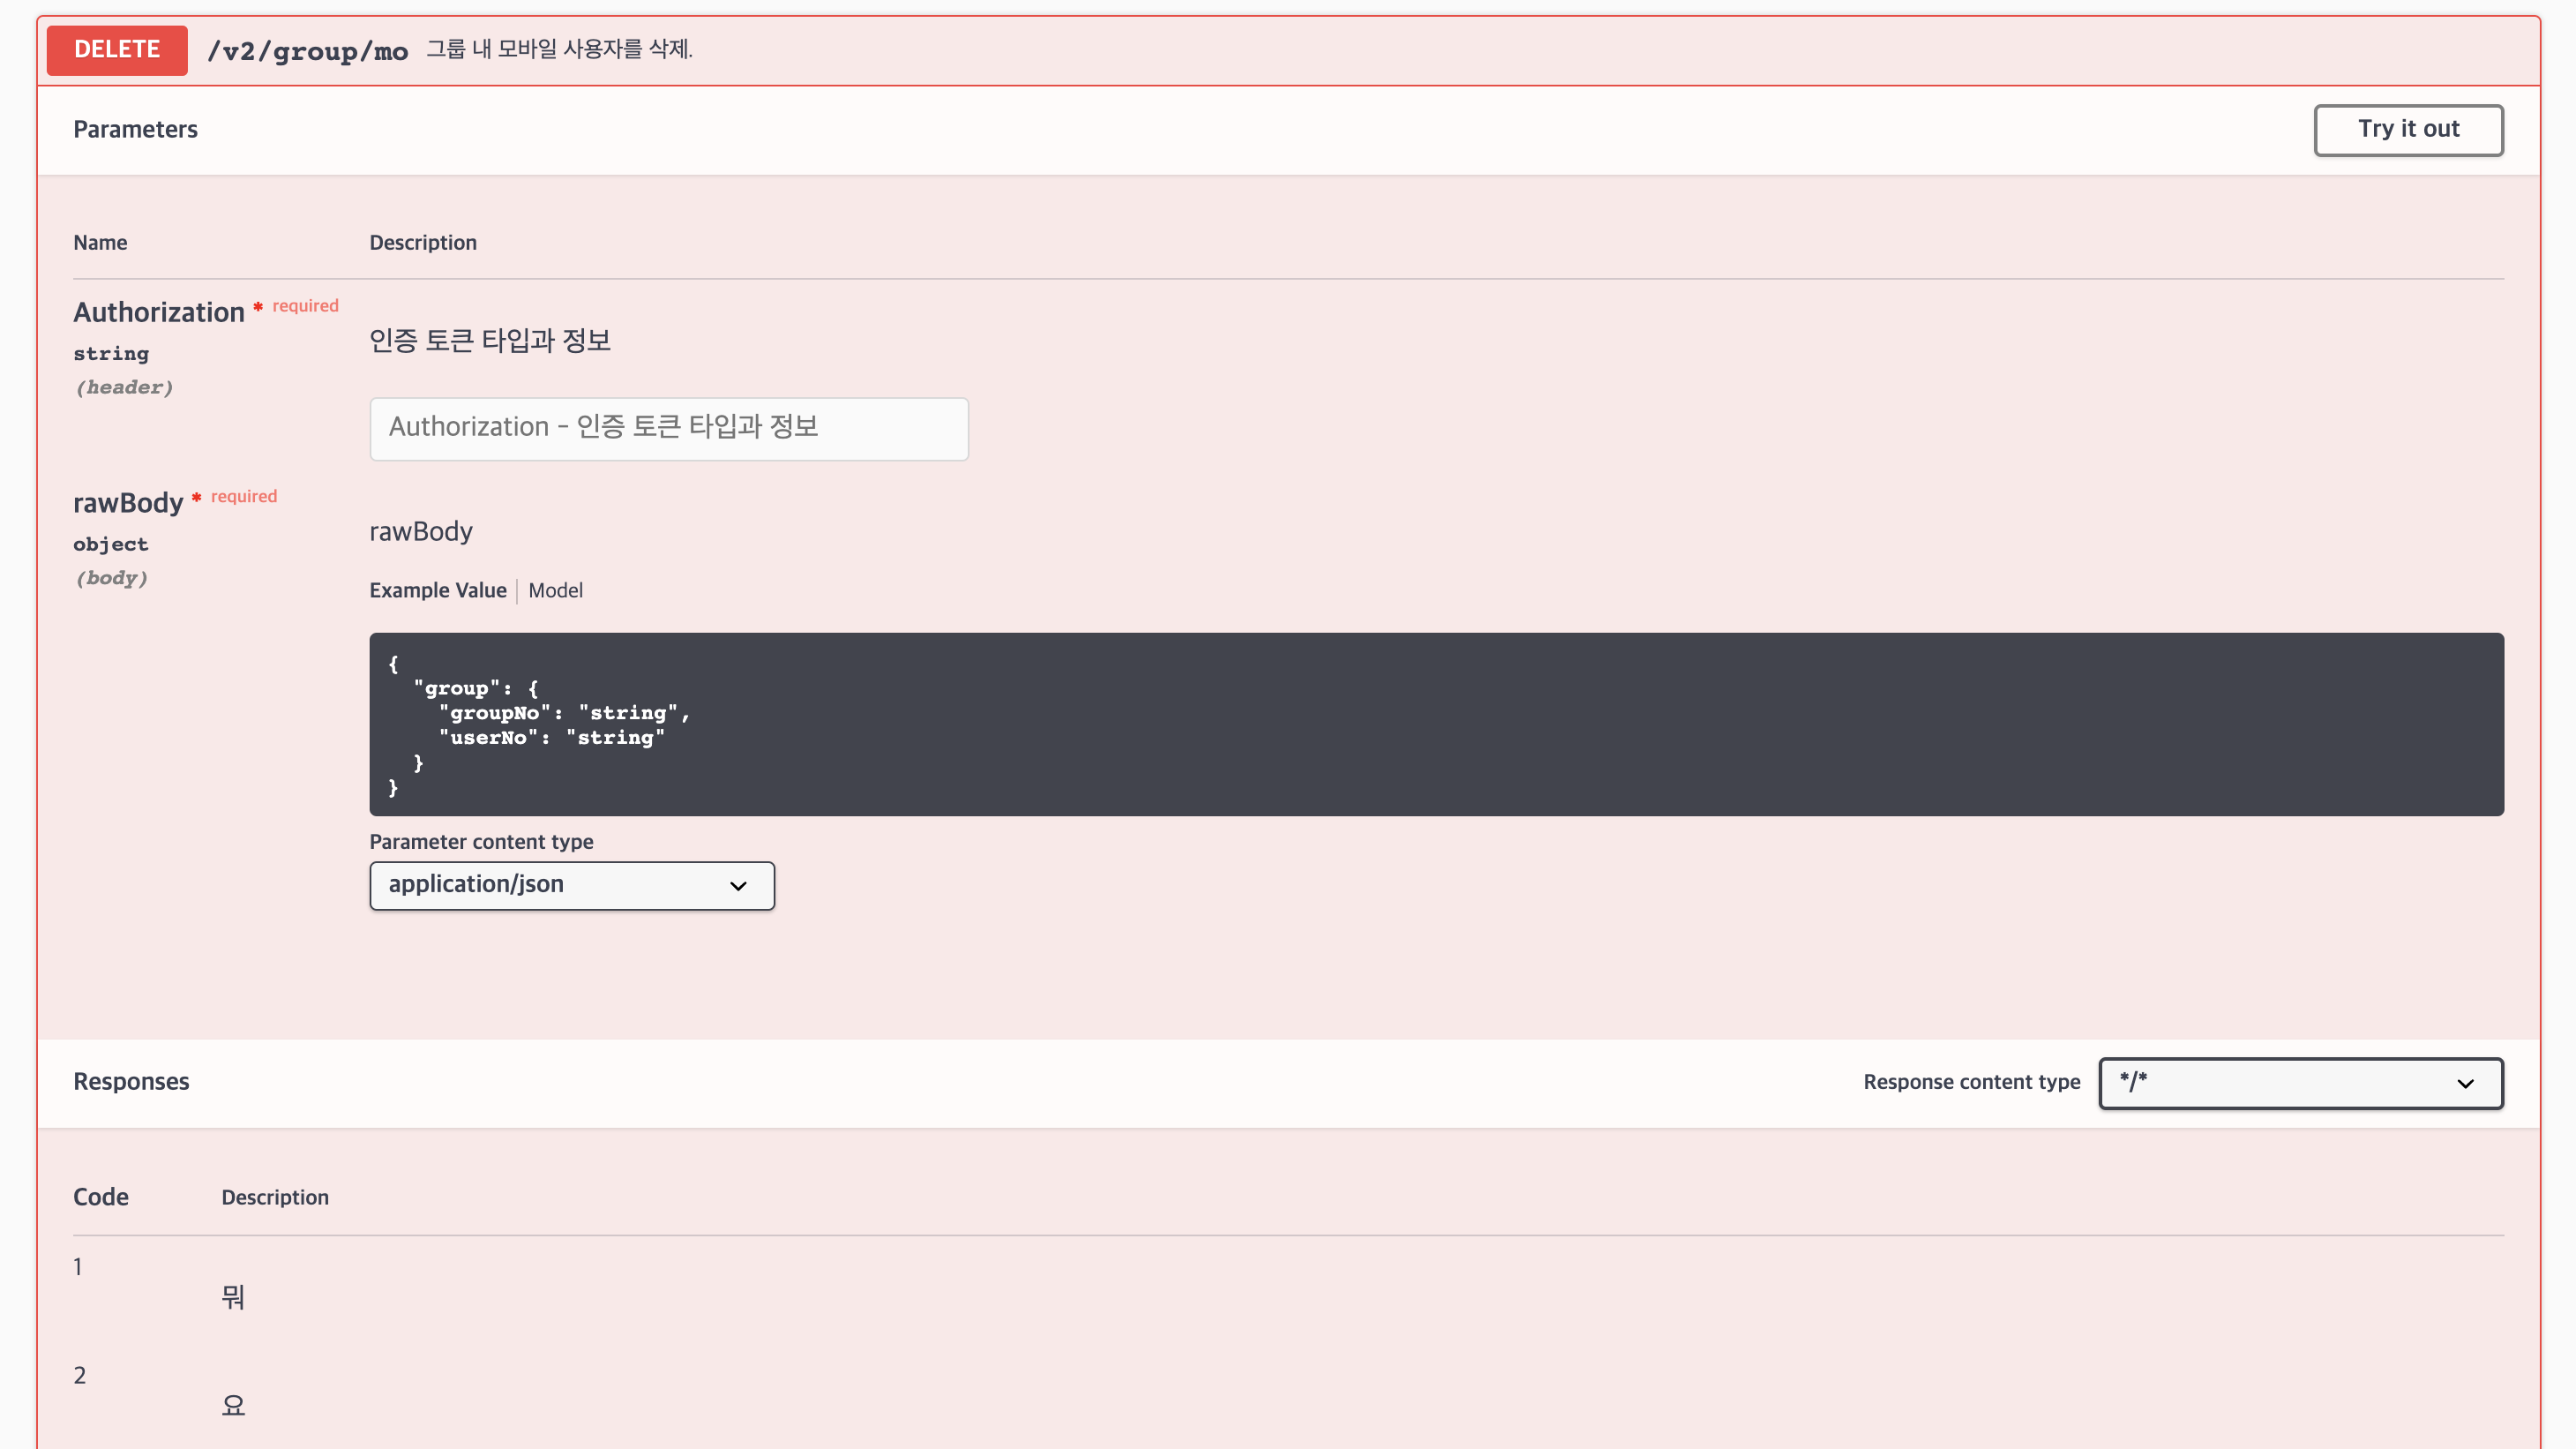 DELETE /v2/group/mo 그룹 내 모바일 사용자를 삭제.
Parameters
Try it out
Name Description
Authorization * required
string
(header)
인증 토큰 타입과 정보
Authorization - 인증 토큰 타입과 정보
rawBody * required
object
(body)
rawBody
Example Value | Model
{
  "group": {
    "groupNo": "string",
    "userNo": "string"
  }
}
Parameter content type
application/json
Responses
Response content type */*
Code Description
1
뭐
2
요